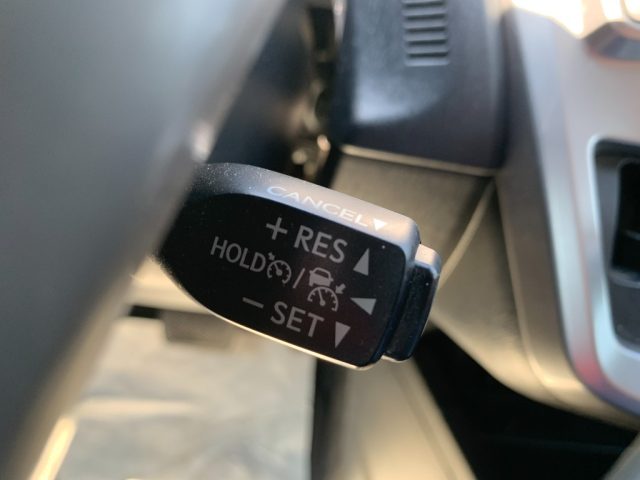 CANCEL
+ RES
HOLD /
− SET